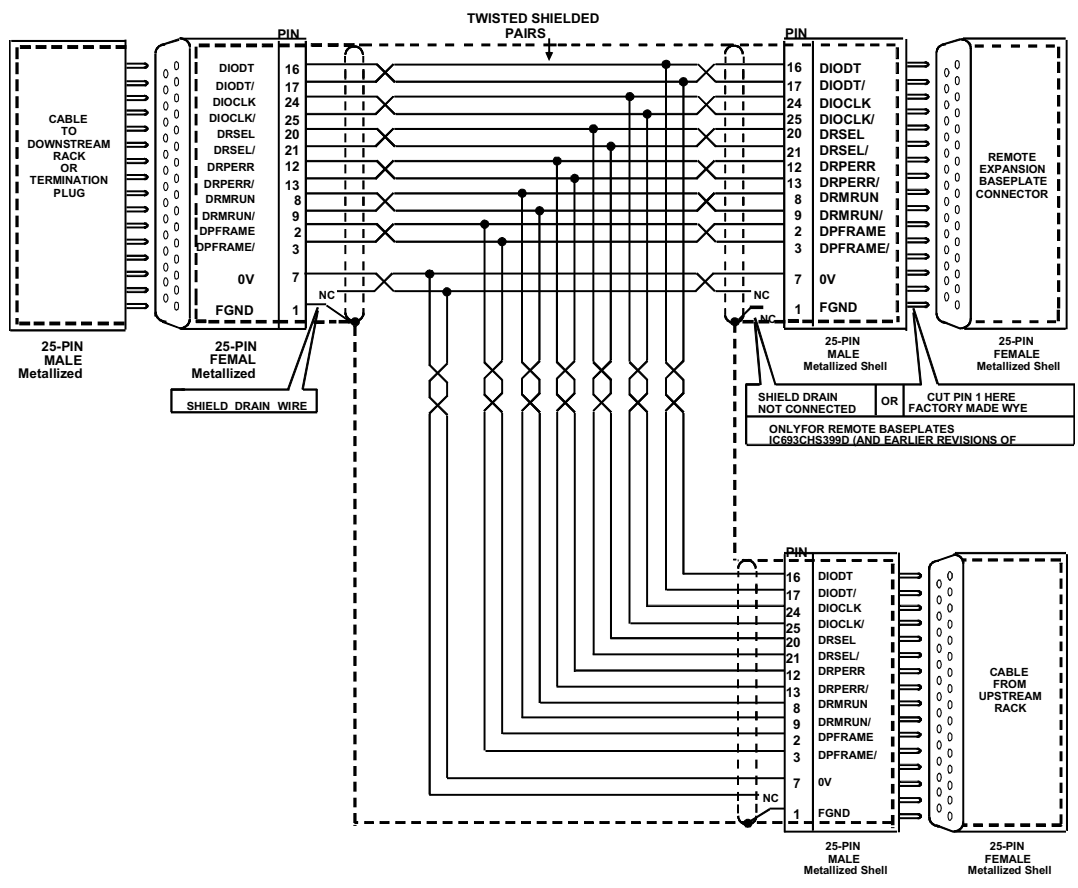 TWISTED SHIELDED
PAIRS
PIN
PIN
CABLE
TO
DOWNSTREAM
RACK
OR
TERMINATION
PLUG
DIODT 16
DIODT/ 17
DIOCLK 24
DIOCLK/ 25
DRSEL 20
DRSEL/ 21
DRPERR 12
DRPERR/ 13
DRMRUN 8
DRMRUN/ 9
DPFRAME 2
DPFRAME/ 3
0V 7
FGND 1
NC
25-PIN
MALE
Metallized
25-PIN
FEMAL
Metallized
SHIELD DRAIN WIRE
16 DIODT
17 DIODT/
24 DIOCLK
25 DIOCLK/
20 DRSEL
21 DRSEL/
12 DRPERR
13 DRPERR/
8 DRMRUN
9 DRMRUN/
2 DPFRAME
3 DPFRAME/
7 0V
1 FGND
NC
NC
REMOTE
EXPANSION
BASEPLATE
CONNECTOR
25-PIN
MALE
Metallized Shell
25-PIN
FEMALE
Metallized Shell
SHIELD DRAIN
NOT CONNECTED
OR
CUT PIN 1 HERE
FACTORY MADE WYE
ONLYFOR REMOTE BASEPLATES
IC693CHS399D (AND EARLIER REVISIONS OF
PIN
16 DIODT
17 DIODT/
24 DIOCLK
25 DIOCLK/
20 DRSEL
21 DRSEL/
12 DRPERR
13 DRPERR/
8 DRMRUN
9 DRMRUN/
2 DPFRAME
3 DPFRAME/
7 0V
NC
1 FGND
CABLE
FROM
UPSTREAM
RACK
25-PIN
MALE
Metallized Shell
25-PIN
FEMALE
Metallized Shell